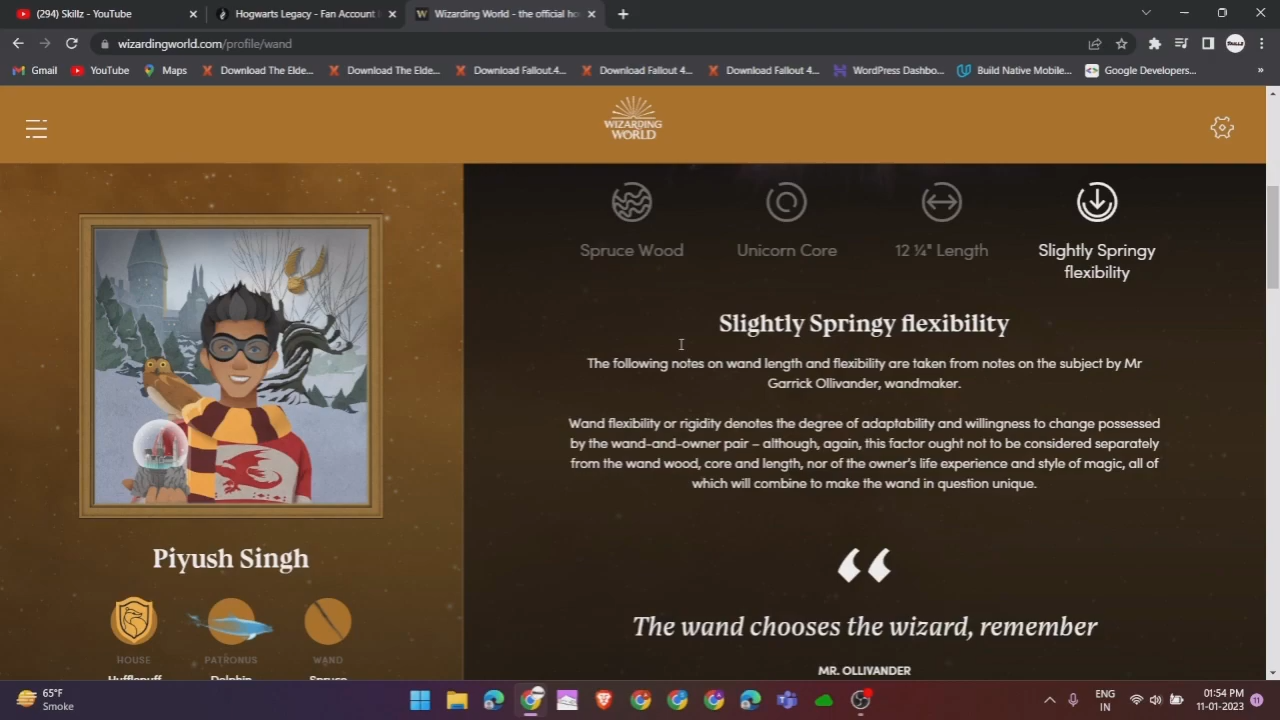 (294) Skillz - YouTube
Hogwarts Legacy - Fan Account
Wizarding World - the official ho
wizardingworld.com/profile/wand
Gmail
YouTube
Maps
Download The Elde...
Download The Elde...
Download Fallout.4...
Download Fallout 4...
Download Fallout 4...
WordPress Dashbo...
Build Native Mobile...
Google Developers...
WIZARDING
WORLD
Spruce Wood
Unicorn Core
12 ¼" Length
Slightly Springy
flexibility
Slightly Springy flexibility
The following notes on wand length and flexibility are taken from notes on the subject by Mr
Garrick Ollivander, wandmaker.
Wand flexibility or rigidity denotes the degree of adaptability and willingness to change possessed
by the wand-and-owner pair – although, again, this factor ought not to be considered separately
from the wand wood, core and length, nor of the owner's life experience and style of magic, all of
which will combine to make the wand in question unique.
“
The wand chooses the wizard, remember
MR. OLLIVANDER
Piyush Singh
HOUSE
PATRONUS
WAND
Hufflepuff
Dolphin
Spruce
65°F
Smoke
ENG
IN
01:54 PM
11-01-2023